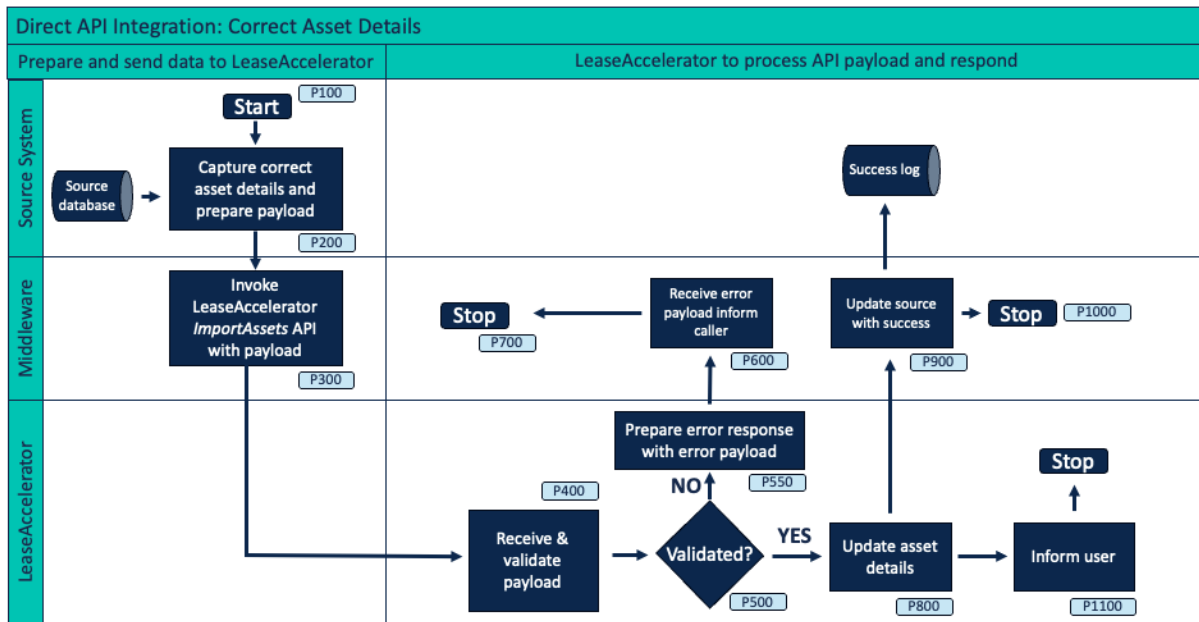 Direct API Integration: Correct Asset Details
Prepare and send data to LeaseAccelerator
LeaseAccelerator to process API payload and respond
Source System
Start
P100
Source
database
Capture correct
asset details and
prepare payload
P200
Success log
Middleware
Invoke
LeaseAccelerator
ImportAssets API
with payload
P300
Stop
P700
Receive error
payload inform
caller
P600
Update source
with success
P900
Stop
P1000
LeaseAccelerator
Prepare error response
with error payload
P550
NO
P400
Receive &
validate
payload
Validated?
P500
YES
Update asset
details
P800
Stop
Inform user
P1100